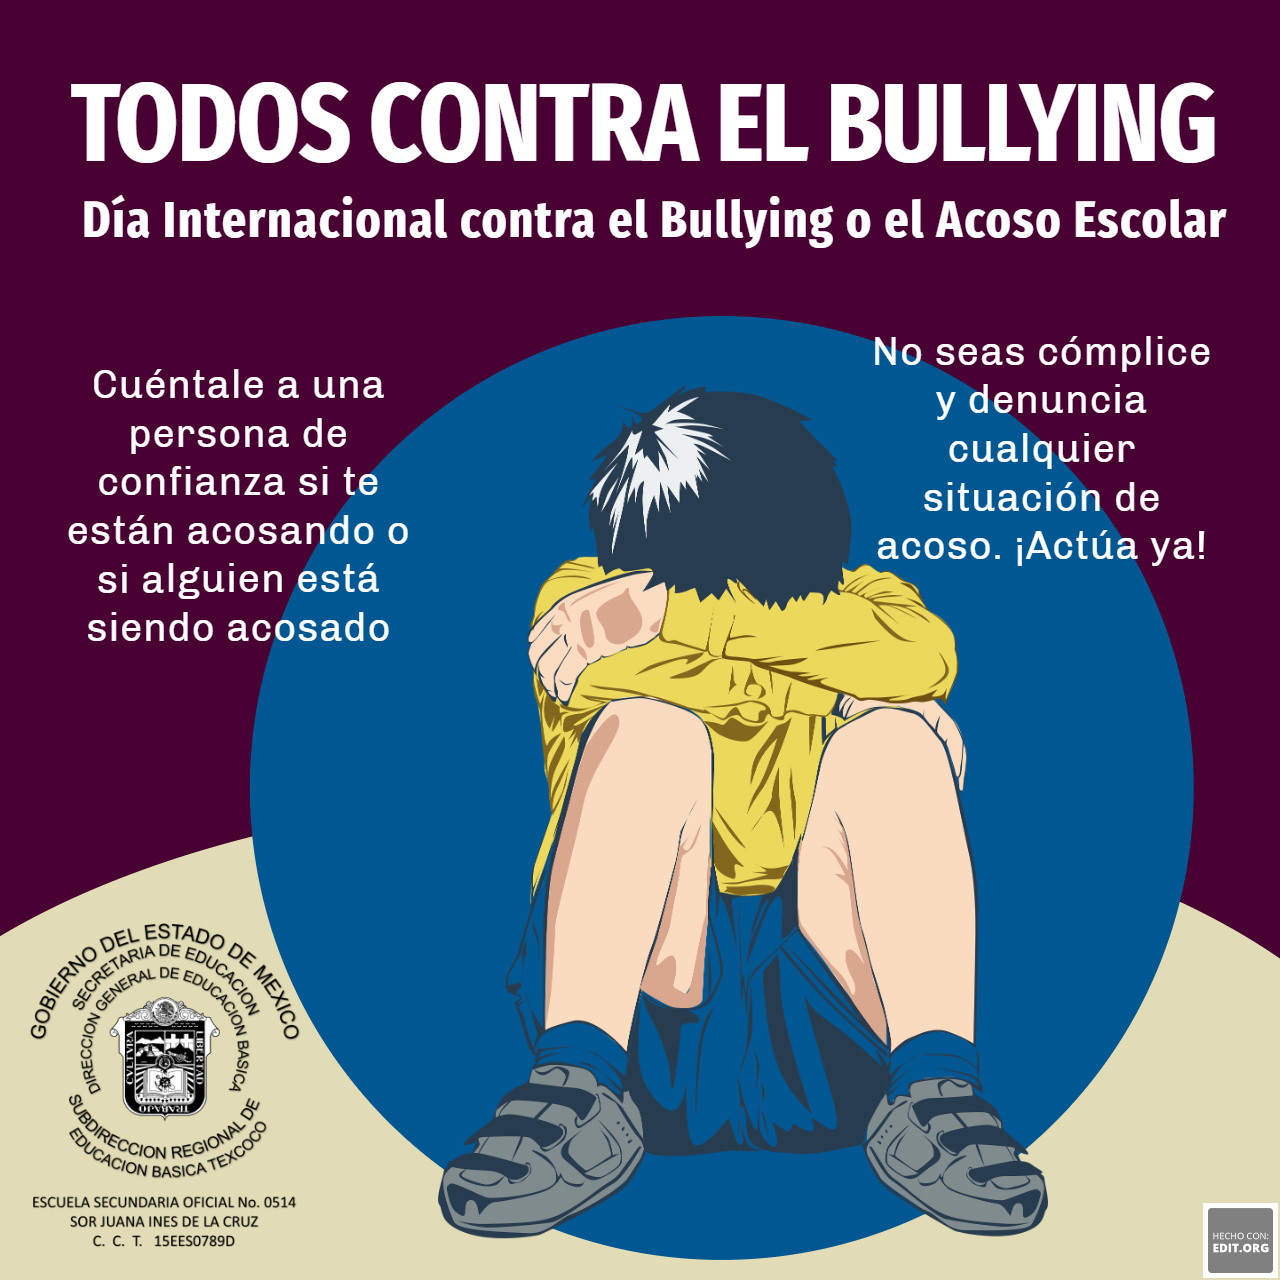 TODOS CONTRA EL BULLYING
Día Internacional contra el Bullying o el Acoso Escolar
Cuéntale a una
persona de
confianza si te
están acosando o
si alguien está
siendo acosado
No seas cómplice
y denuncia
cualquier
situación de
acoso. ¡Actúa ya!
GOBIERNO DEL ESTADO DE MEXICO
SECRETARIA DE EDUCACION
DIRECCION GENERAL DE EDUCACION BASICA
CVLTVRA
LIBERTAD
TRABAJO
SUBDIRECCION REGIONAL DE
EDUCACION BASICA TEXCOCO
ESCUELA SECUNDARIA OFICIAL No. 0514
SOR JUANA INES DE LA CRUZ
C. C. T. 15EES0789D
HECHO CON:
EDIT.ORG